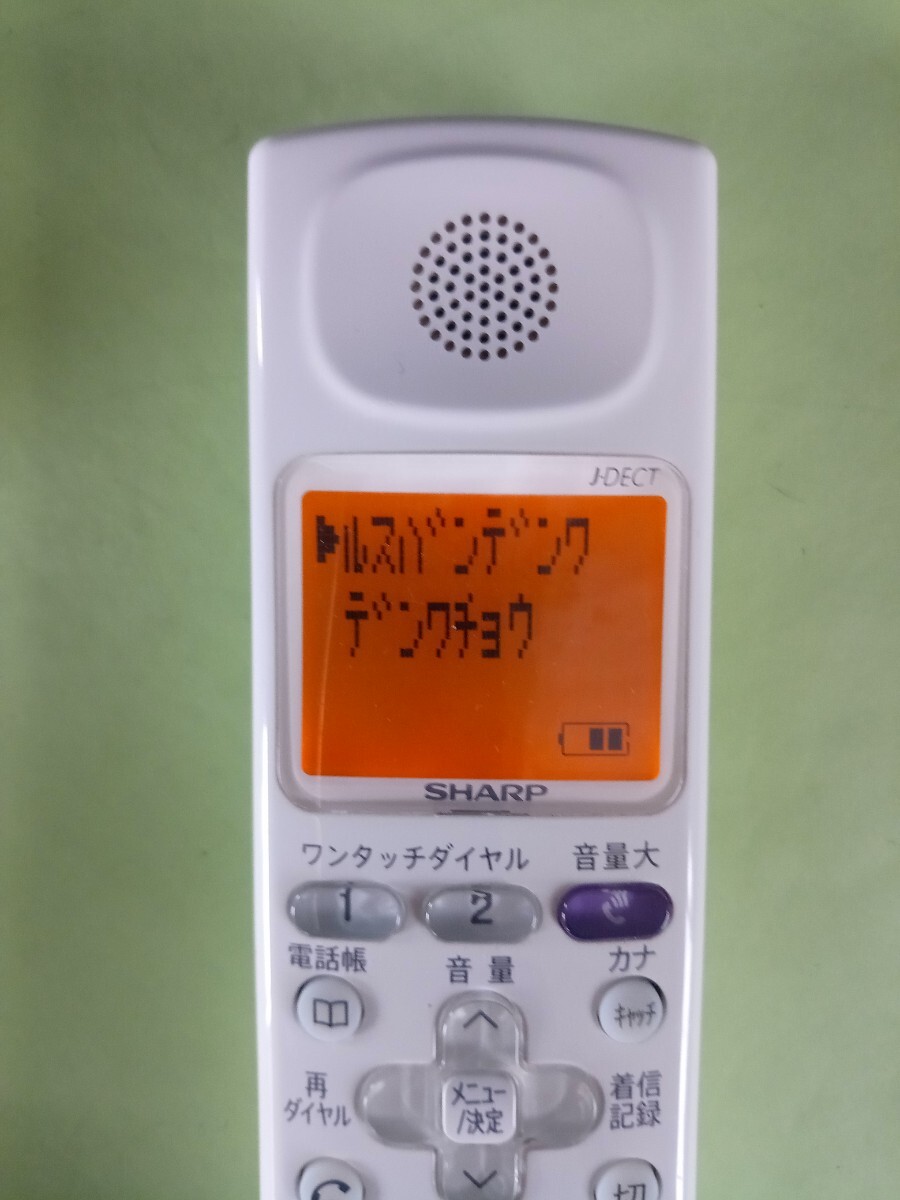 J-DECT
ルスバンデンワ
デンワチョウ
SHARP
ワンタッチダイヤル 音量大
1 2
電話帳 音量 カナ
キャッチ
再ダイヤル
メニュー
/決定
着信
記録
切